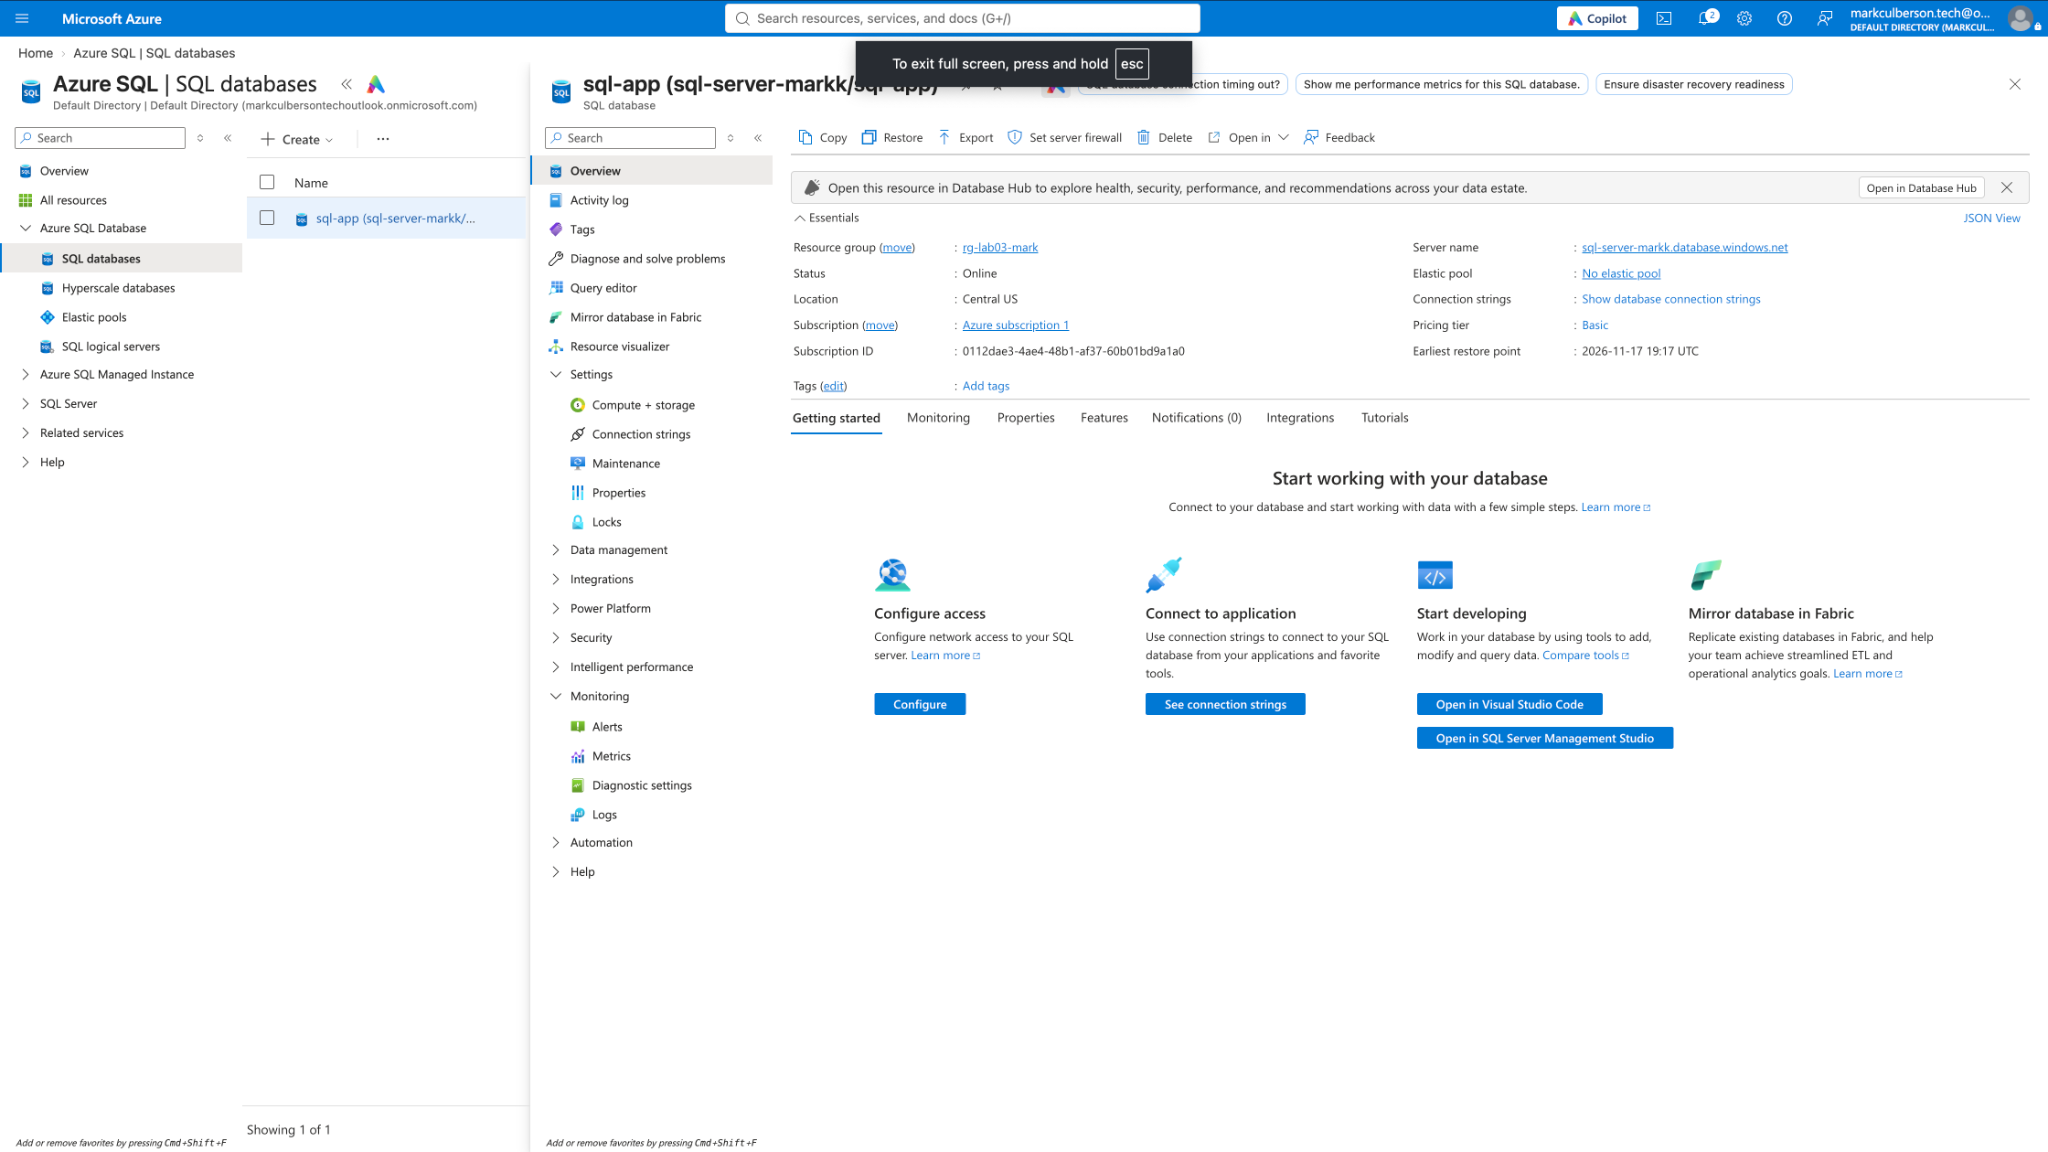 Microsoft Azure
Search resources, services, and docs (G+/)
Copilot
2
markculberson.tech@o...
DEFAULT DIRECTORY (MARKCUL...
Home > Azure SQL | SQL databases
To exit full screen, press and hold esc
Azure SQL | SQL databases
Default Directory | Default Directory (markculbersontechoutlook.onmicrosoft.com)
Search
Create
Overview
All resources
Azure SQL Database
SQL databases
Hyperscale databases
Elastic pools
SQL logical servers
Azure SQL Managed Instance
SQL Server
Related services
Help
Name
sql-app (sql-server-markk/...
Showing 1 of 1
Add or remove favorites by pressing Cmd+Shift+F
sql-app (sql-server-markk/sql-app)
SQL database
connection timing out?
Show me performance metrics for this SQL database.
Ensure disaster recovery readiness
Search
Overview
Activity log
Tags
Diagnose and solve problems
Query editor
Mirror database in Fabric
Resource visualizer
Settings
Compute + storage
Connection strings
Maintenance
Properties
Locks
Data management
Integrations
Power Platform
Security
Intelligent performance
Monitoring
Alerts
Metrics
Diagnostic settings
Logs
Automation
Help
Add or remove favorites by pressing Cmd+Shift+F
Copy
Restore
Export
Set server firewall
Delete
Open in
Feedback
Open this resource in Database Hub to explore health, security, performance, and recommendations across your data estate.
Open in Database Hub
Essentials
JSON View
Resource group (move) : rg-lab03-mark
Status : Online
Location : Central US
Subscription (move) : Azure subscription 1
Subscription ID : 0112dae3-4ae4-48b1-af37-60b01bd9a1a0
Server name : sql-server-markk.database.windows.net
Elastic pool : No elastic pool
Connection strings : Show database connection strings
Pricing tier : Basic
Earliest restore point : 2026-11-17 19:17 UTC
Tags (edit) : Add tags
Getting started
Monitoring
Properties
Features
Notifications (0)
Integrations
Tutorials
Start working with your database
Connect to your database and start working with data with a few simple steps. Learn more
Configure access
Configure network access to your SQL
server. Learn more
Configure
Connect to application
Use connection strings to connect to your SQL
database from your applications and favorite
tools.
See connection strings
Start developing
Work in your database by using tools to add,
modify and query data. Compare tools
Open in Visual Studio Code
Open in SQL Server Management Studio
Mirror database in Fabric
Replicate existing databases in Fabric, and help
your team achieve streamlined ETL and
operational analytics goals. Learn more